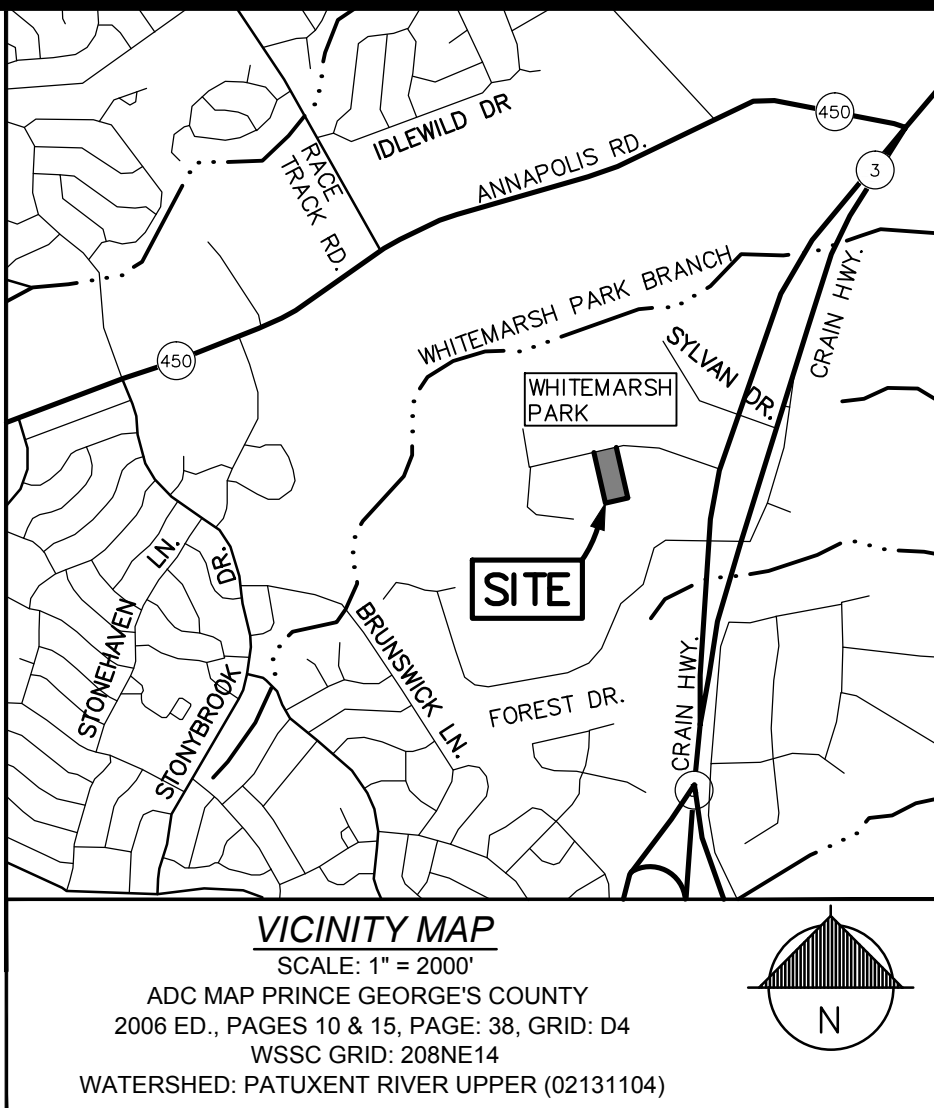 IDLEWILD DR
RACE
TRACK RD.
ANNAPOLIS RD.
450
3
WHITEMARSH PARK BRANCH
CRAIN HWY.
SYLVAN DR.
450
WHITEMARSH
PARK
SITE
STONEHAVEN LN.
STONYBROOK DR.
BRUNSWICK LN.
FOREST DR.
CRAIN HWY.
VICINITY MAP
SCALE: 1" = 2000'
ADC MAP PRINCE GEORGE'S COUNTY
2006 ED., PAGES 10 & 15, PAGE: 38, GRID: D4
WSSC GRID: 208NE14
WATERSHED: PATUXENT RIVER UPPER (02131104)
N